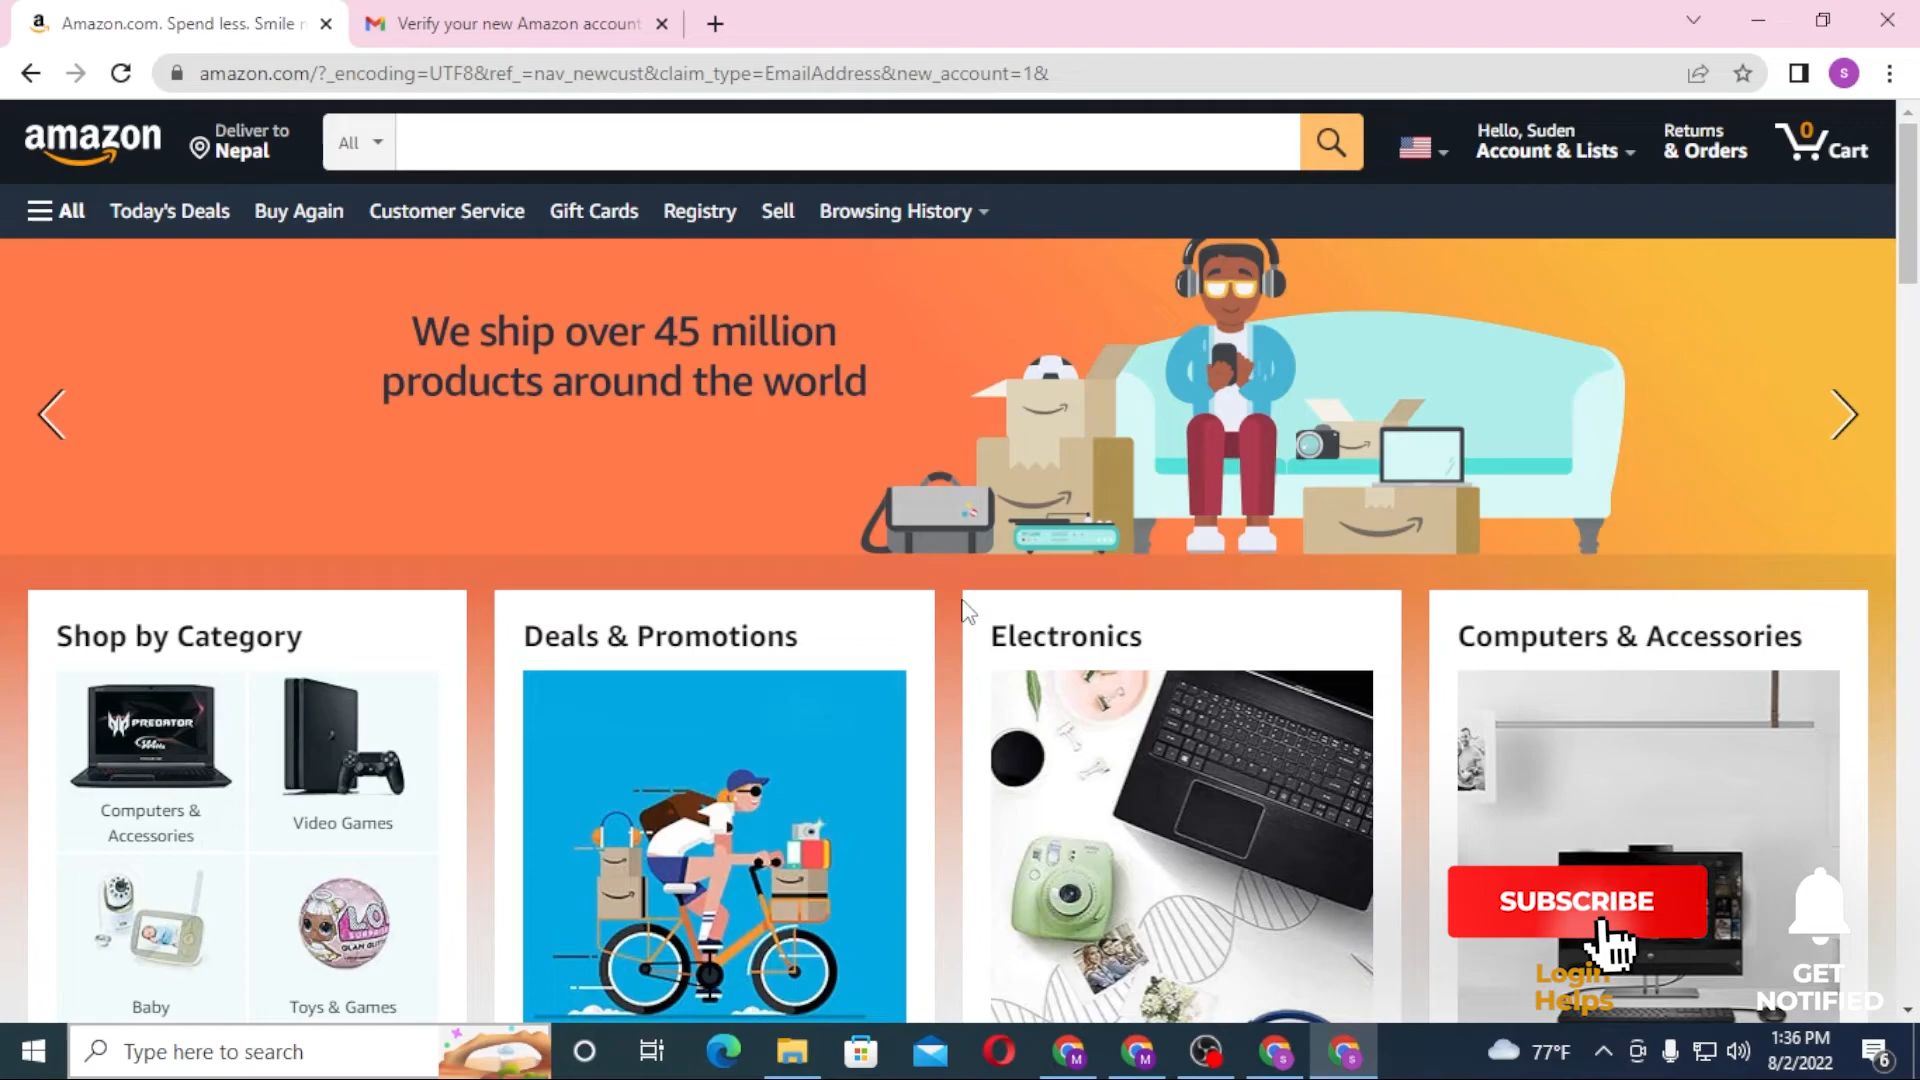 Amazon.com. Spend less. Smile
Verify your new Amazon account
amazon.com/?_encoding=UTF8&ref_=nav_newcust&claim_type=EmailAddress&new_account=1&
S
amazon
Deliver to
Nepal
All
Hello, Suden
Account & Lists
Returns
& Orders
0
Cart
All
Today's Deals
Buy Again
Customer Service
Gift Cards
Registry
Sell
Browsing History
We ship over 45 million
products around the world
Shop by Category
Deals & Promotions
Electronics
Computers & Accessories
PREDATOR
Computers &
Accessories
Video Games
L.O.L.
SURPRISE
Baby
Toys & Games
SUBSCRIBE
Login
Helps
GET
NOTIFIED
Type here to search
M
M
S
S
77°F
1:36 PM
8/2/2022
6